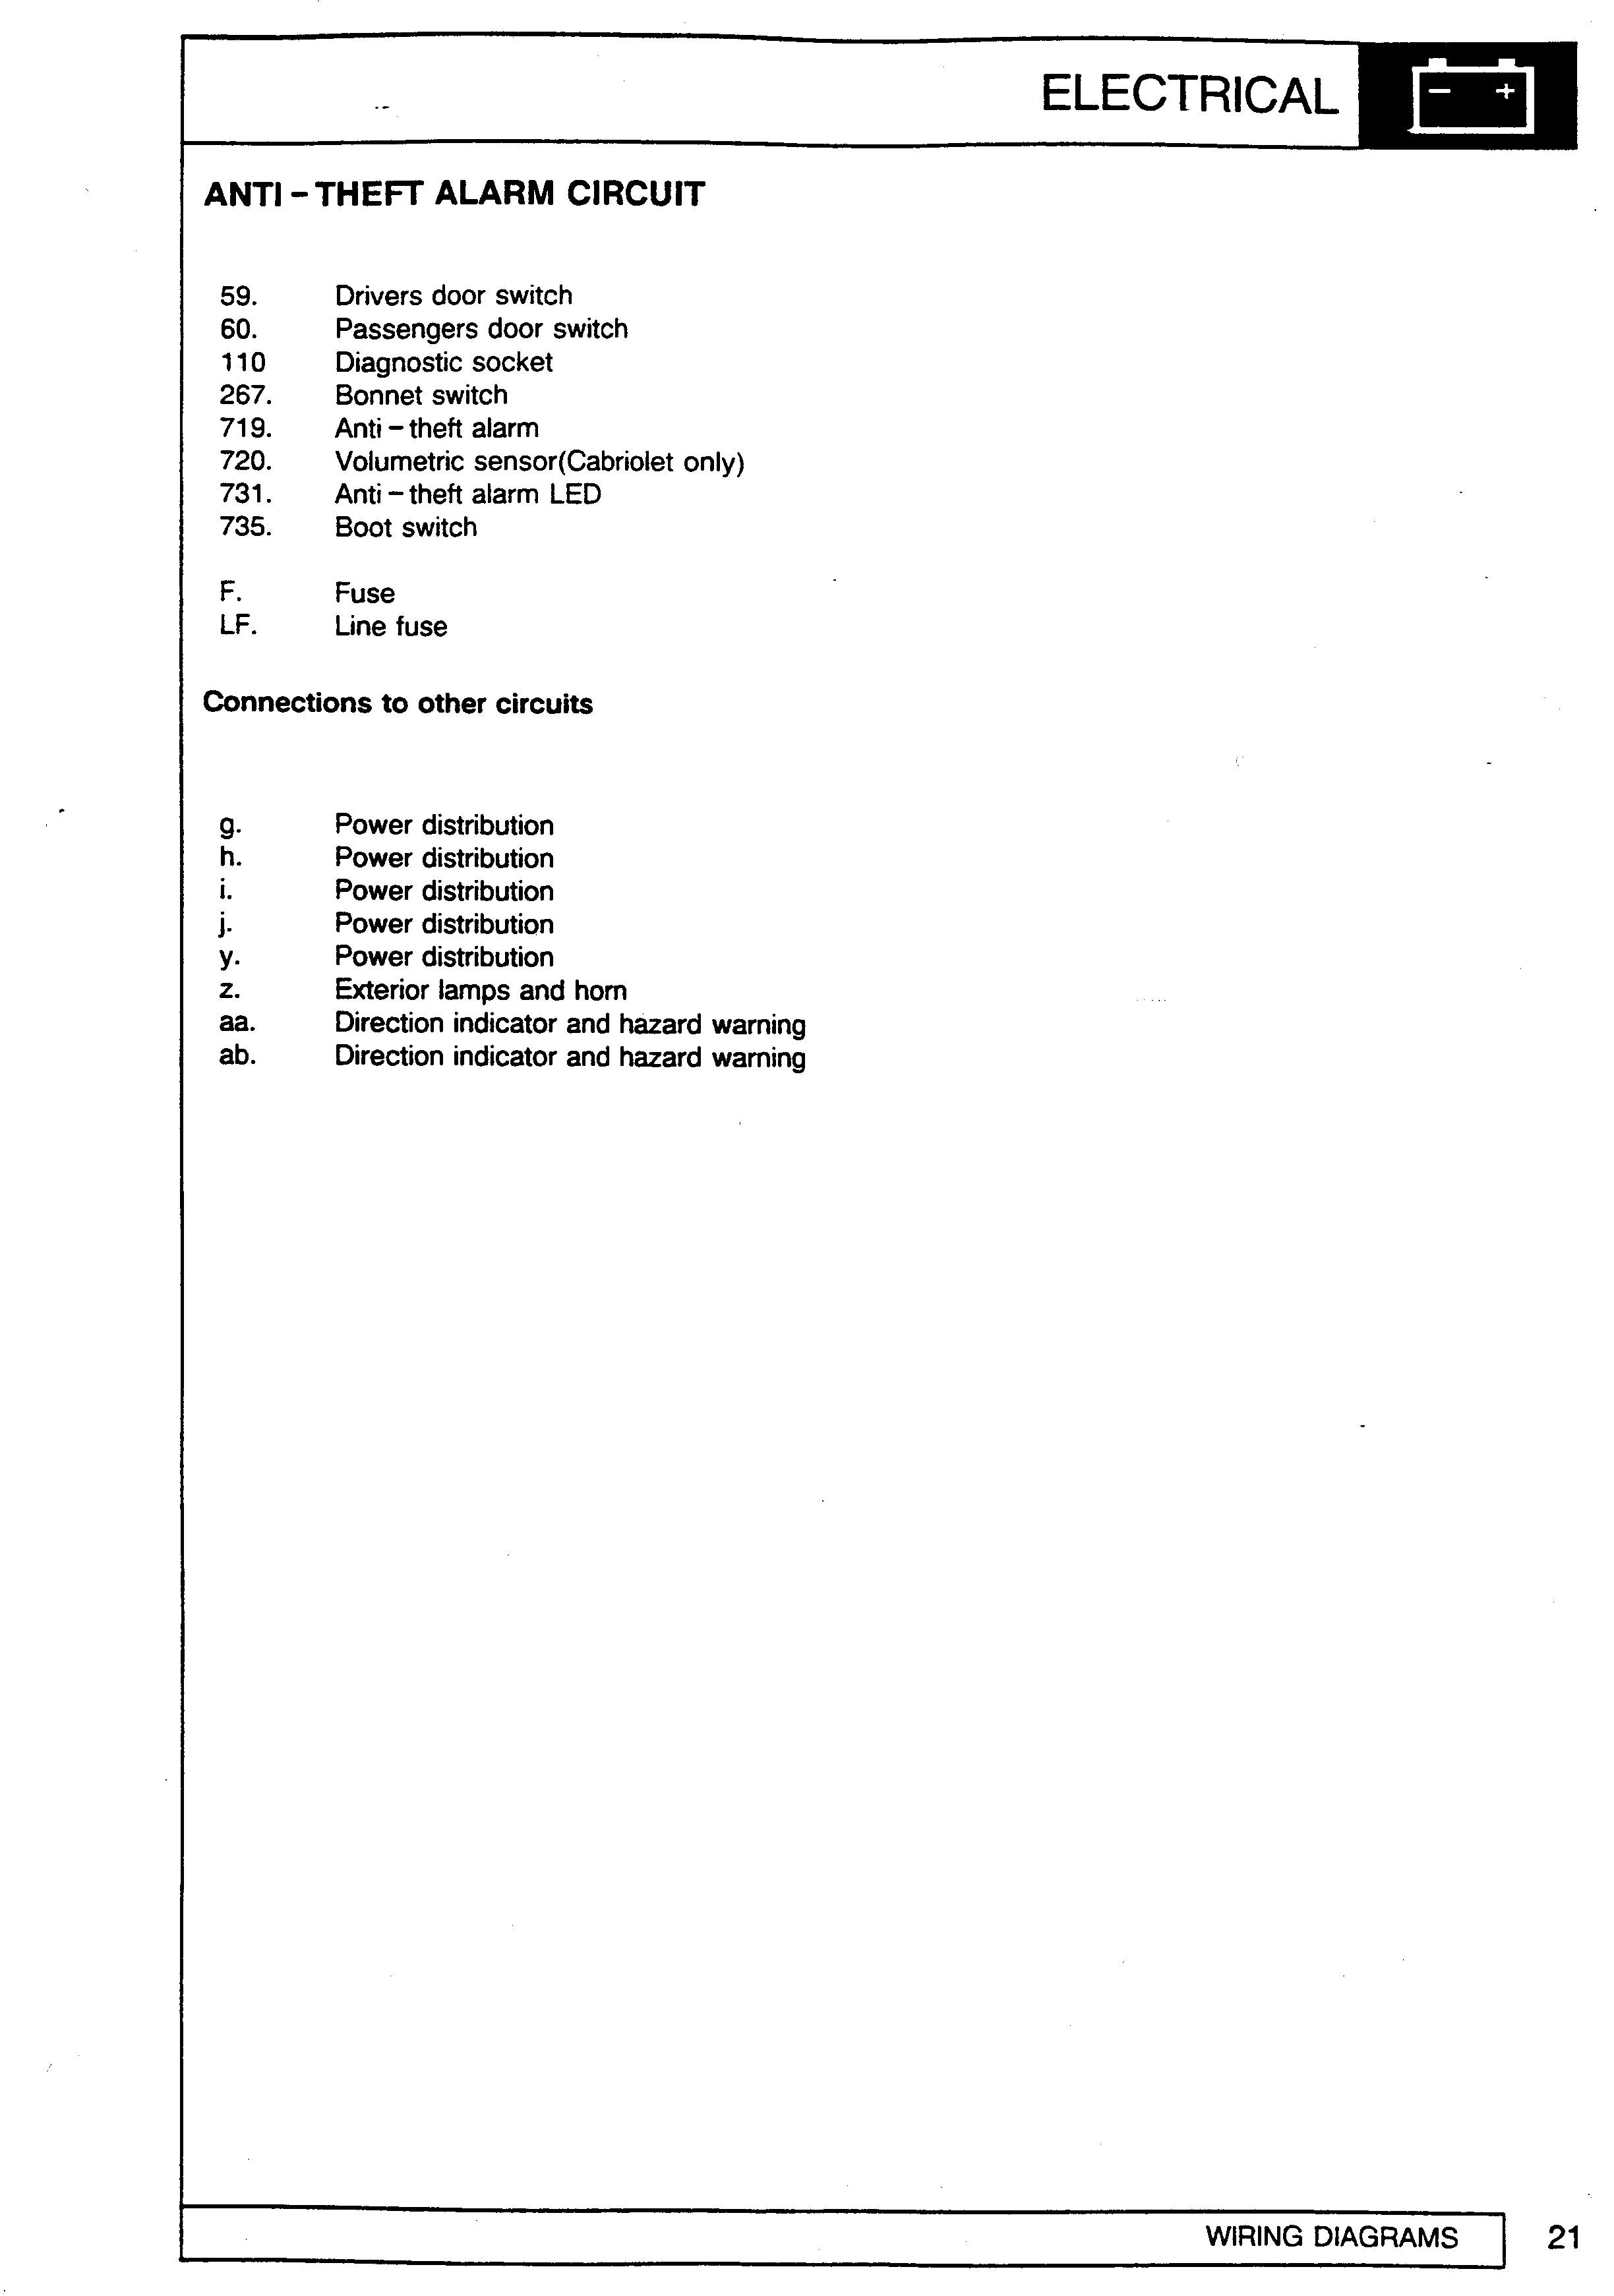 ELECTRICAL
- +
ANTI – THEFT ALARM CIRCUIT
59. Drivers door switch
60. Passengers door switch
110 Diagnostic socket
267. Bonnet switch
719. Anti – theft alarm
720. Volumetric sensor(Cabriolet only)
731. Anti – theft alarm LED
735. Boot switch
F. Fuse
LF. Line fuse
Connections to other circuits
g. Power distribution
h. Power distribution
i. Power distribution
j. Power distribution
y. Power distribution
z. Exterior lamps and horn
aa. Direction indicator and hazard warning
ab. Direction indicator and hazard warning
WIRING DIAGRAMS 21